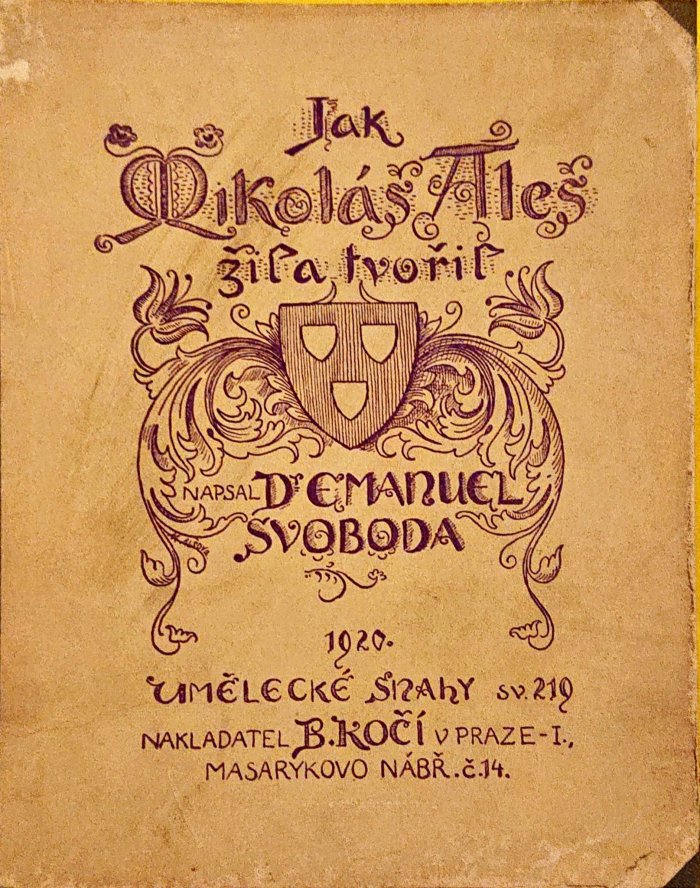 Jak
Mikoláš Aleš
žil a tvořil
NAPSAL Dr EMANUEL
SVOBODA
1920.
UMĚLECKÉ SNAHY SV. 219
NAKLADATEL B. KOČÍ V PRAZE-I.,
MASARYKOVO NÁBŘ. č. 14.